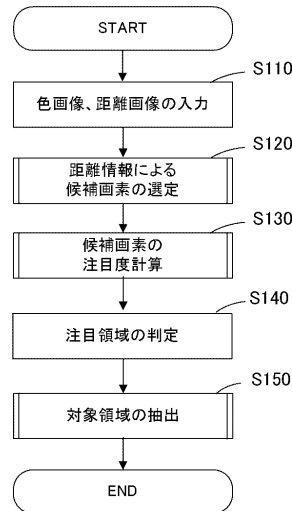 START
S110
色画像、距離画像の入力
S120
距離情報による
候補画素の選定
S130
候補画素の
注目度計算
S140
注目領域の判定
S150
対象領域の抽出
END